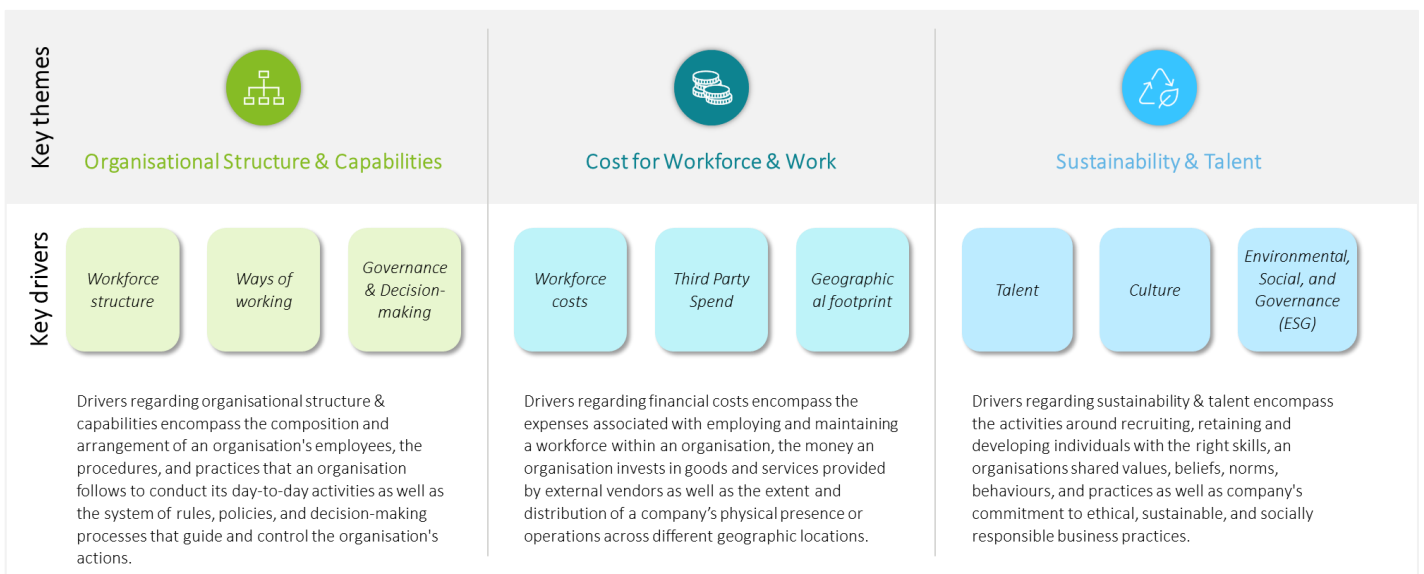 Key themes
Organisational Structure & Capabilities
Cost for Workforce & Work
Sustainability & Talent
Key drivers
Workforce
structure
Ways of
working
Governance
& Decision-
making
Workforce
costs
Third Party
Spend
Geographic
al footprint
Talent
Culture
Environmental,
Social, and
Governance
(ESG)
Drivers regarding organisational structure &
capabilities encompass the composition and
arrangement of an organisation's employees, the
procedures, and practices that an organisation
follows to conduct its day-to-day activities as well as
the system of rules, policies, and decision-making
processes that guide and control the organisation's
actions.
Drivers regarding financial costs encompass the
expenses associated with employing and maintaining
a workforce within an organisation, the money an
organisation invests in goods and services provided
by external vendors as well as the extent and
distribution of a company’s physical presence or
operations across different geographic locations.
Drivers regarding sustainability & talent encompass
the activities around recruiting, retaining and
developing individuals with the right skills, an
organisations shared values, beliefs, norms,
behaviours, and practices as well as company's
commitment to ethical, sustainable, and socially
responsible business practices.